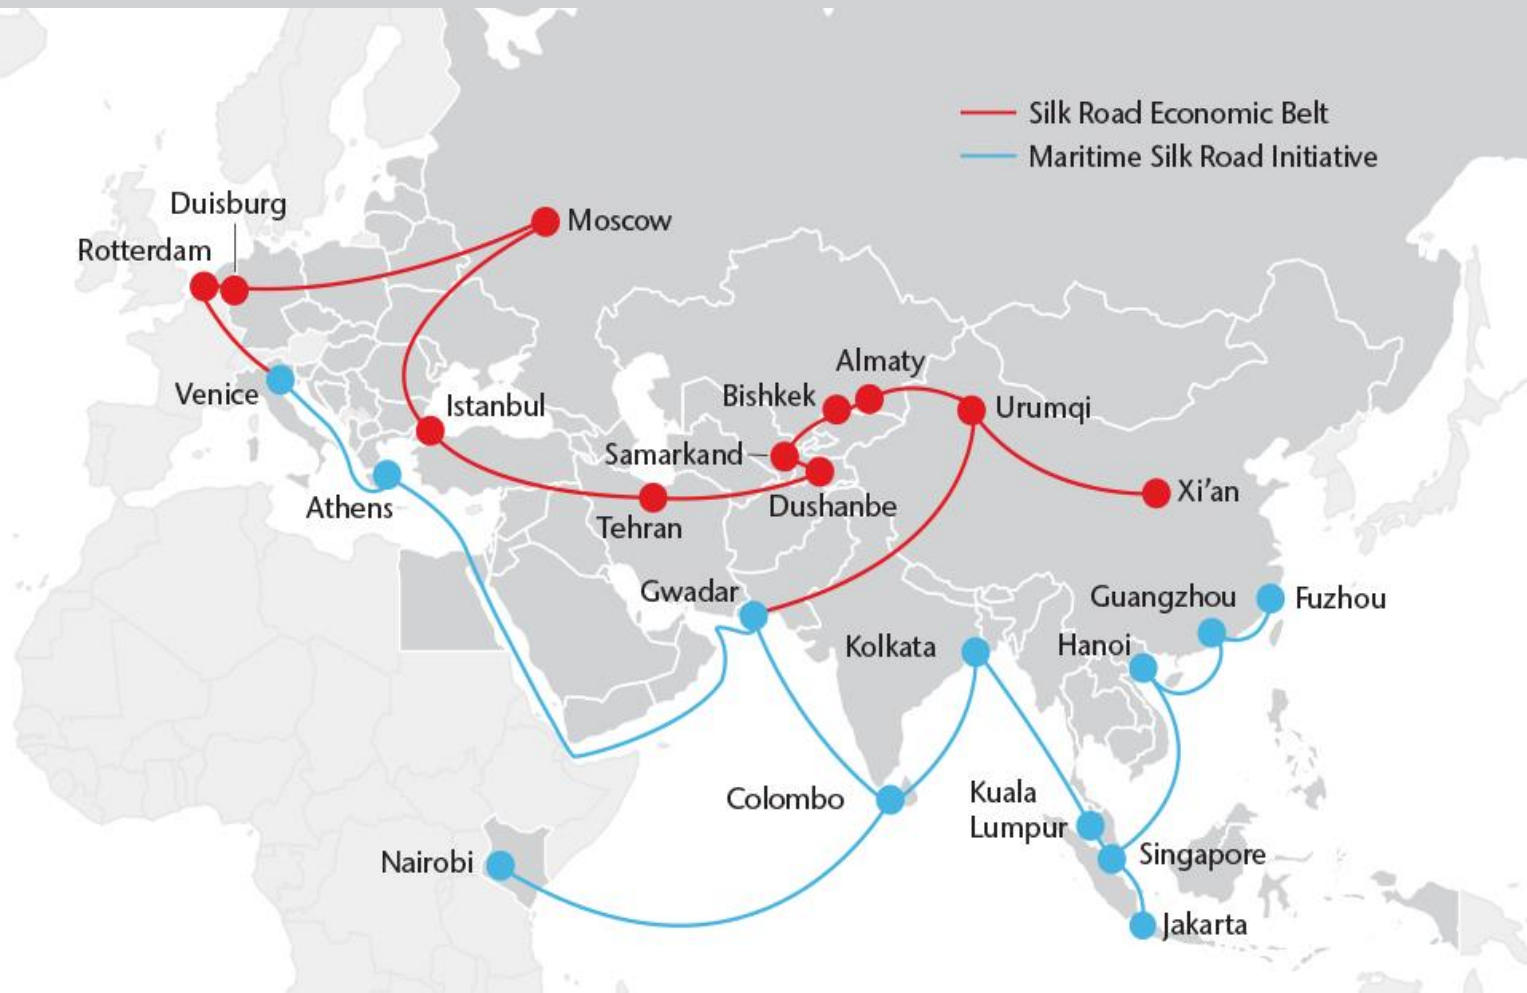 Silk Road Economic Belt
Maritime Silk Road Initiative
Duisburg
Moscow
Rotterdam
Almaty
Venice
Bishkek
Istanbul
Urumqi
Samarkand
Xi’an
Athens
Dushanbe
Tehran
Gwadar
Guangzhou
Fuzhou
Kolkata
Hanoi
Colombo
Kuala
Lumpur
Singapore
Nairobi
Jakarta